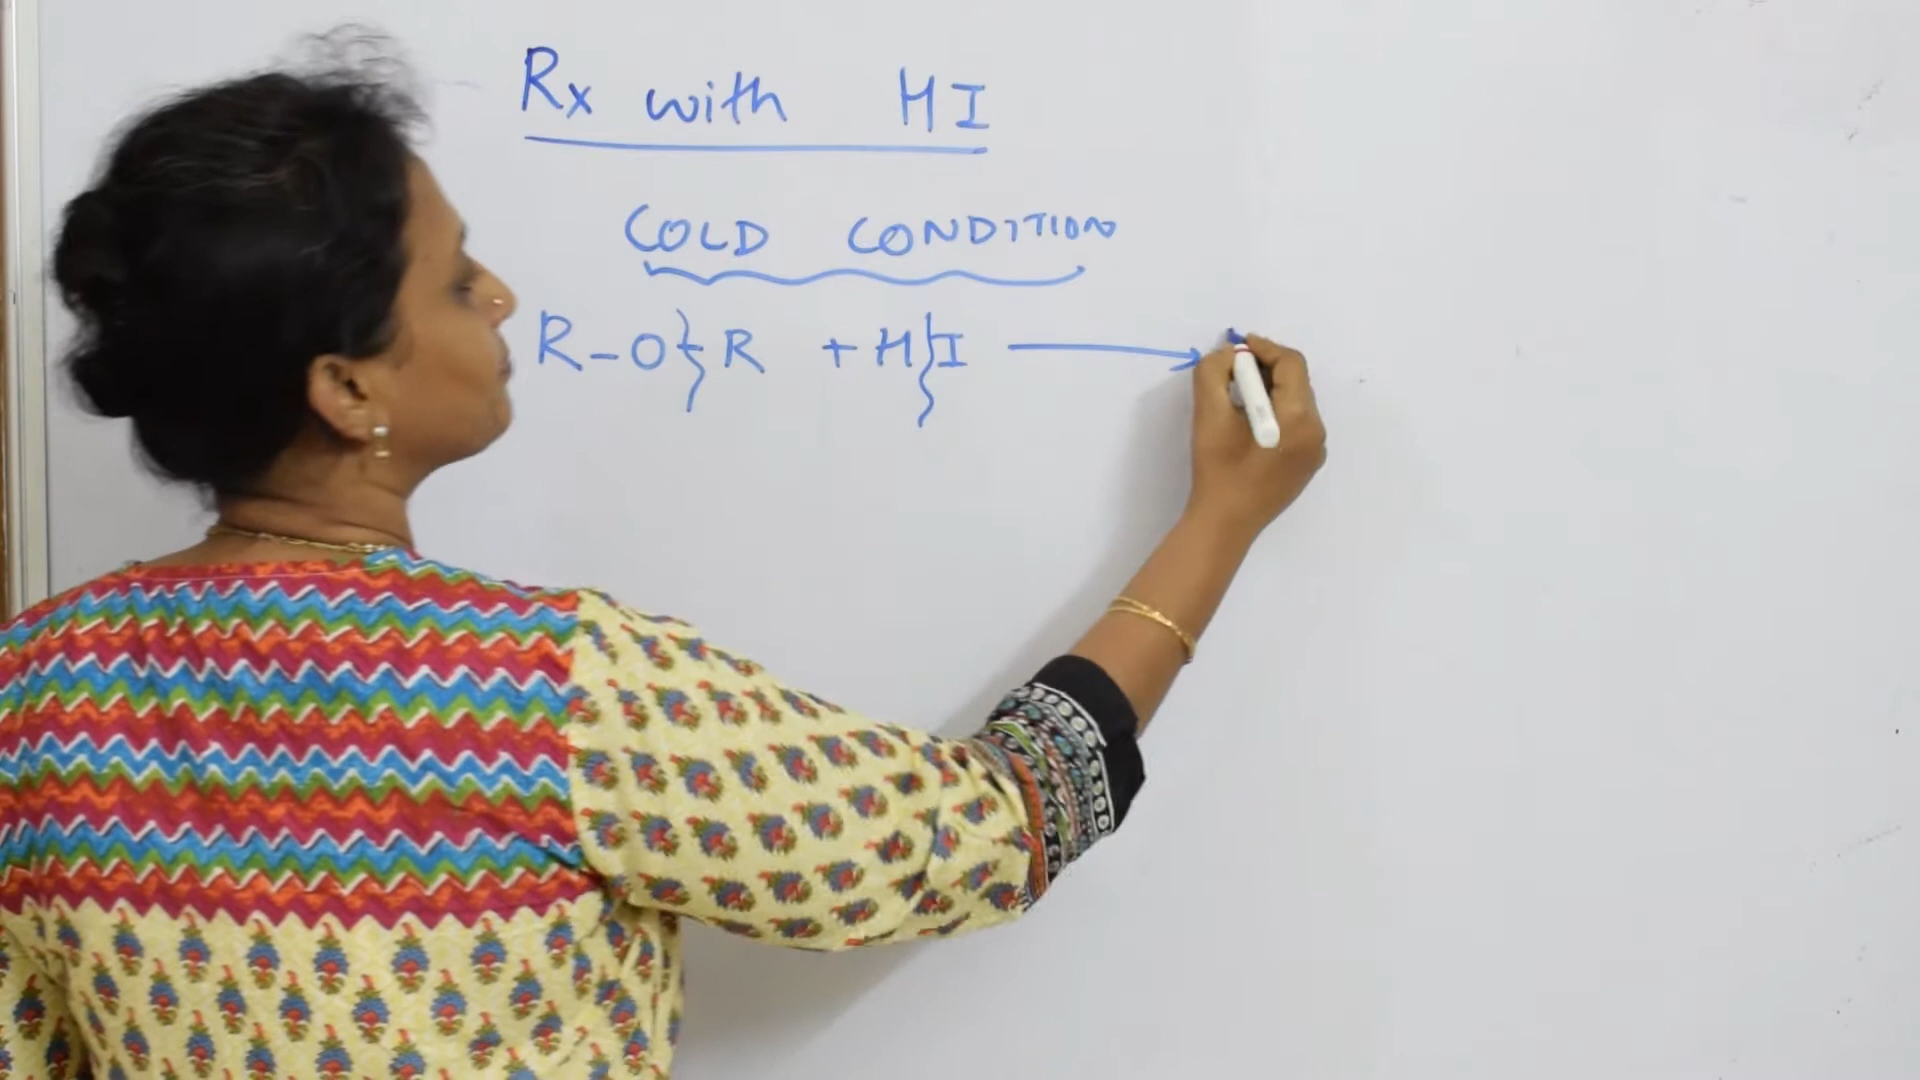 Rx with HI
COLD CONDITION
R-O}-R + H}I ⟶